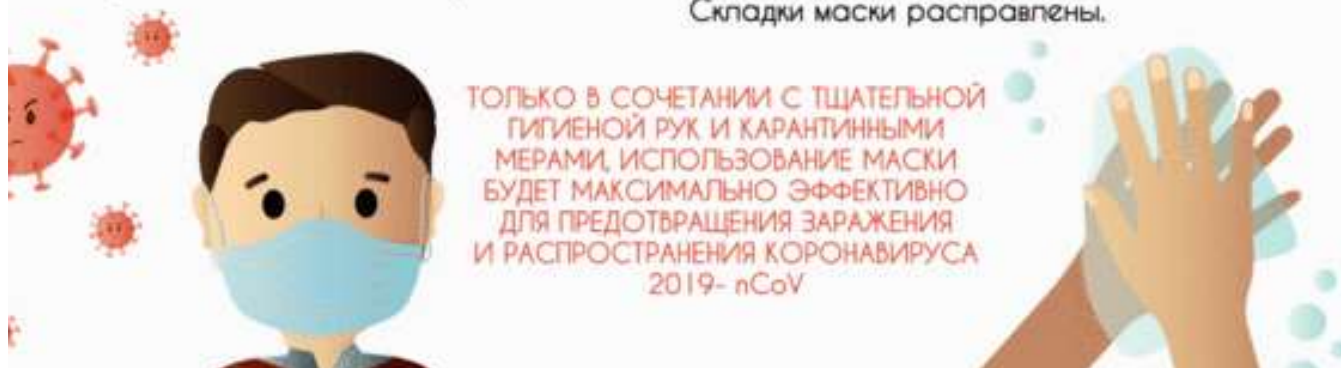 Складки маски расправлены.
ТОЛЬКО В СОЧЕТАНИИ С ТЩАТЕЛЬНОЙ
ГИГИЕНОЙ РУК И КАРАНТИННЫМИ
МЕРАМИ, ИСПОЛЬЗОВАНИЕ МАСКИ
БУДЕТ МАКСИМАЛЬНО ЭФФЕКТИВНО
ДЛЯ ПРЕДОТВРАЩЕНИЯ ЗАРАЖЕНИЯ
И РАСПРОСТРАНЕНИЯ КОРОНАВИРУСА
2019- nCoV